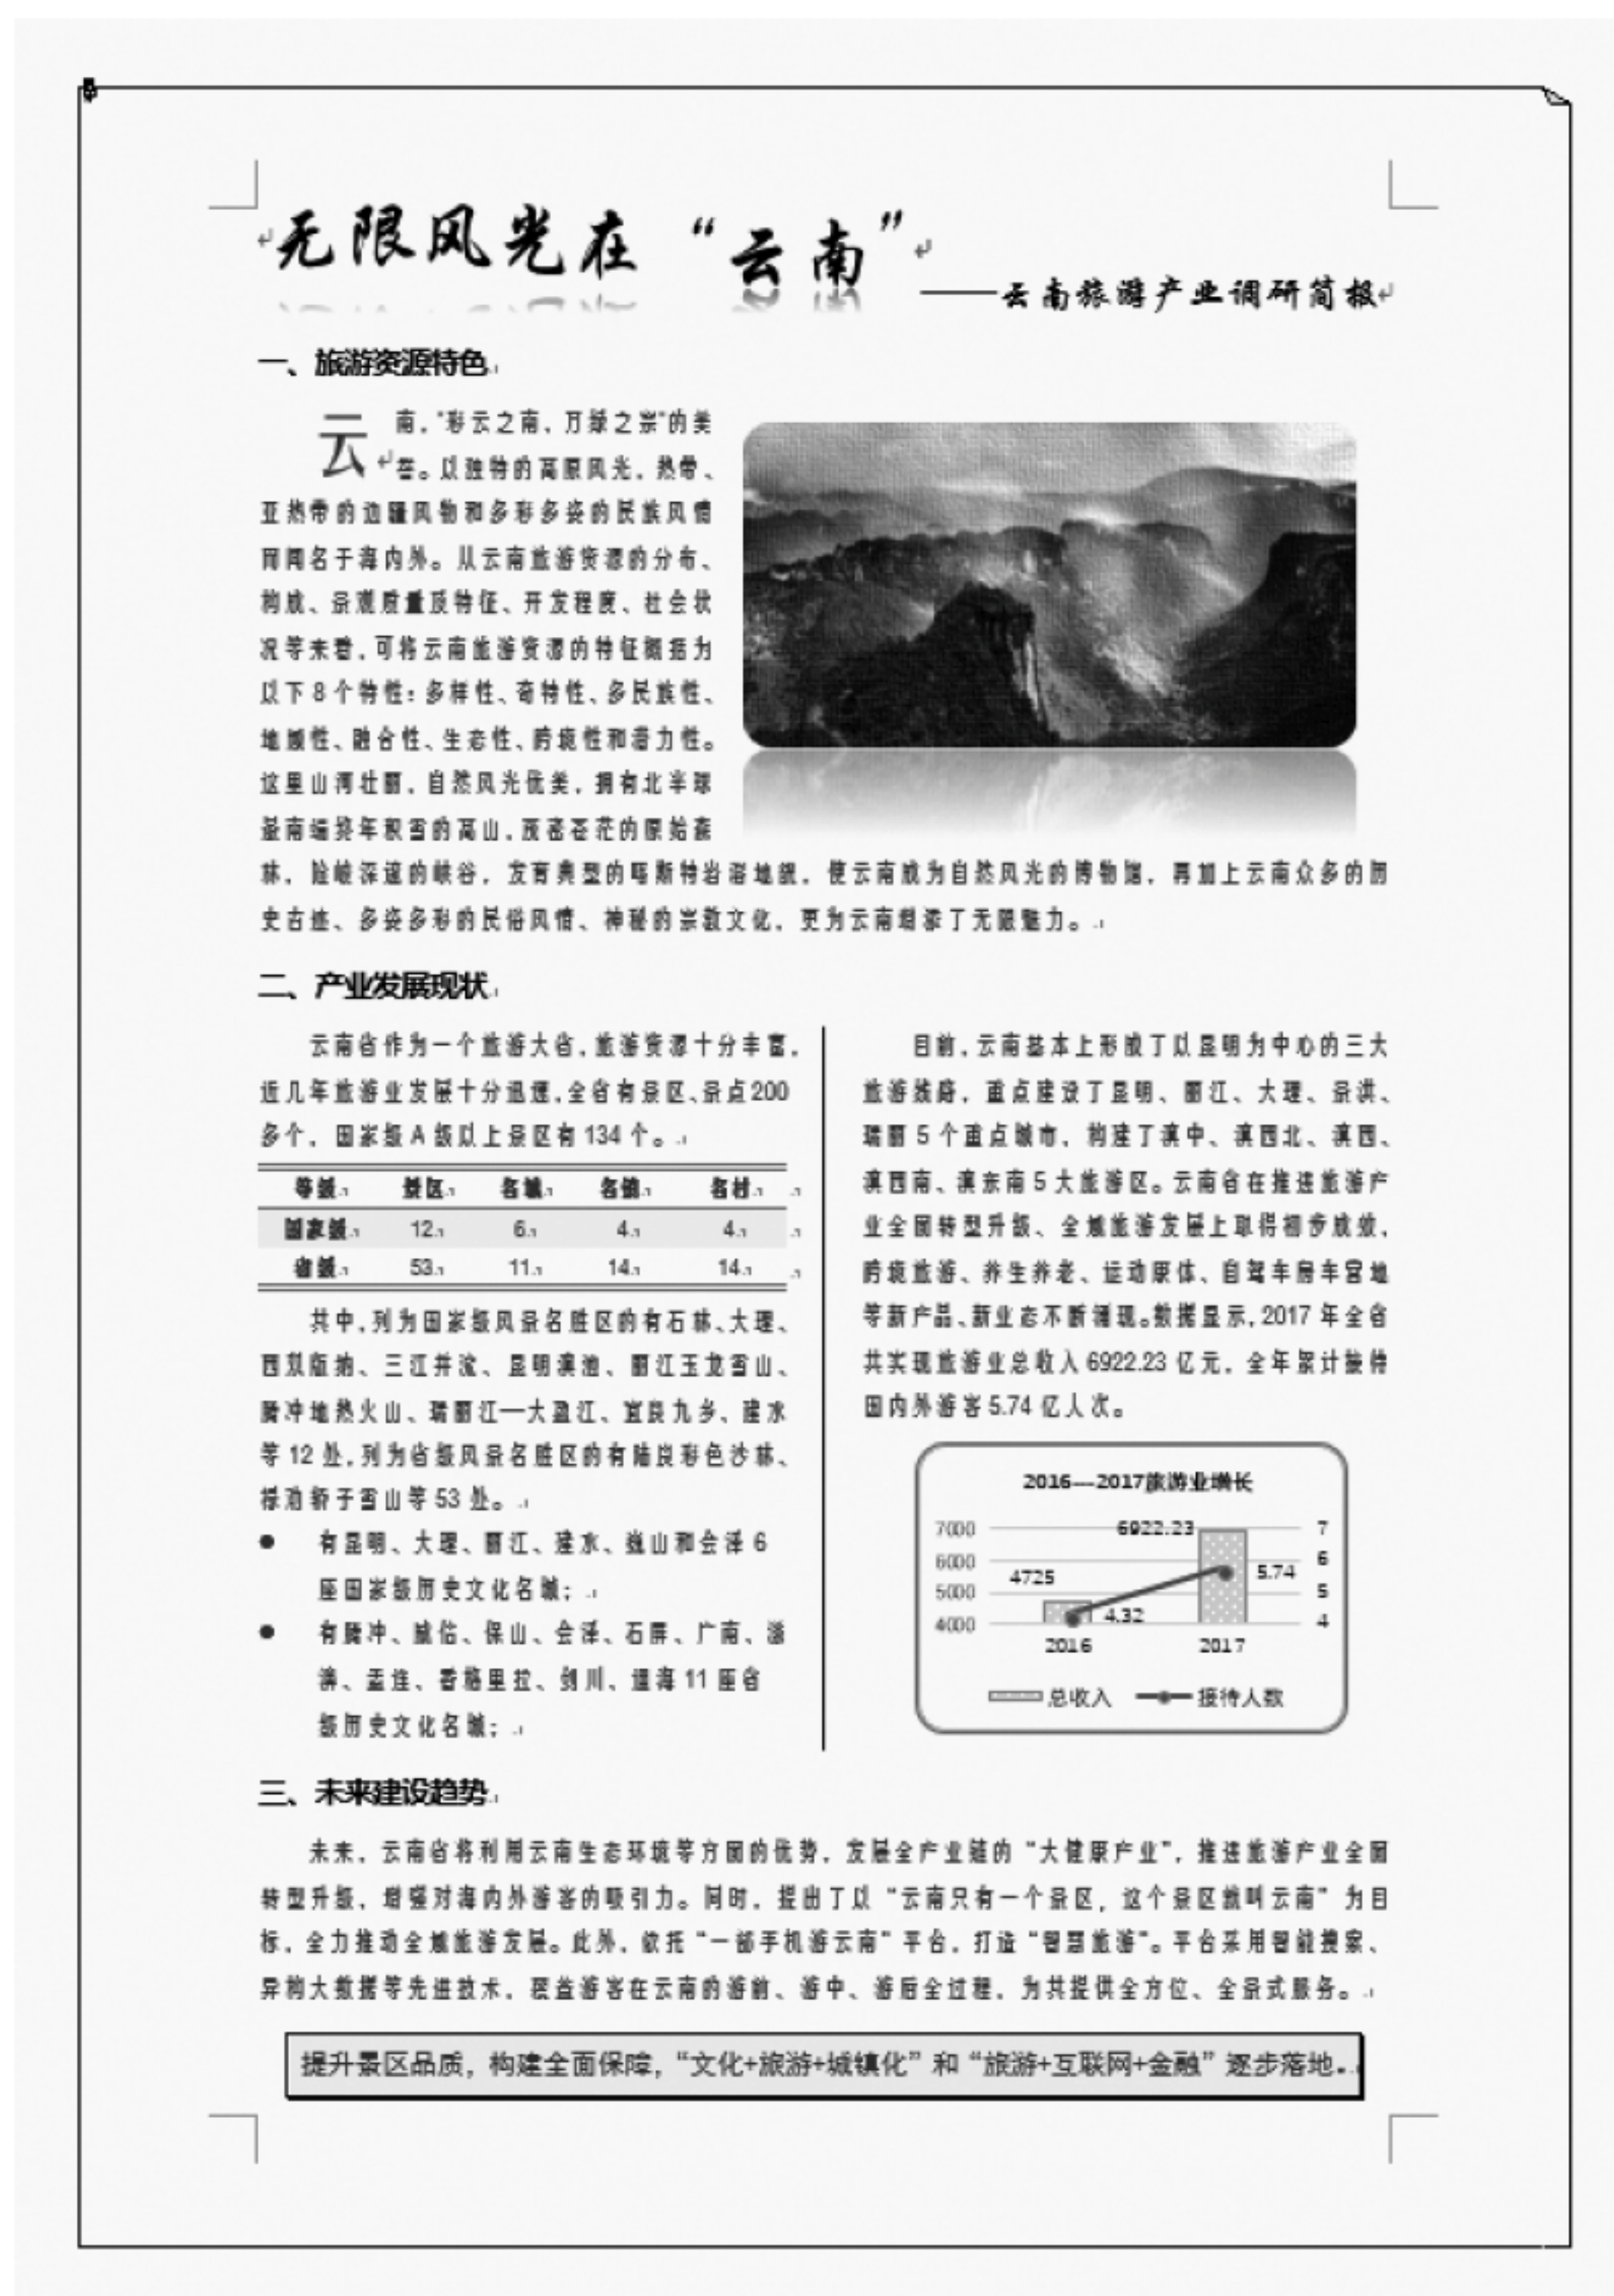 无限风光在“云南”
——云南旅游产业调研简报
一、旅游资源特色
云南，“彩云之南，万绿之宗”的美
誉。以独特的高原风光，热带、
亚热带的边疆风物和多彩多姿的民族风情
而闻名于海内外。从云南旅游资源的分布、
构成、景观质量及特征、开发程度、社会状
况等来看，可将云南旅游资源的特征概括为
以下8个特性：多样性、奇特性、多民族性、
地域性、融合性、生态性、跨境性和潜力性。
这里山河壮丽，自然风光优美，拥有北半球
最南端终年积雪的高山，茂密苍茫的原始森
林，险峻深邃的峡谷，发育典型的喀斯特岩溶地貌，使云南成为自然风光的博物馆，再加上云南众多的历
史古迹、多姿多彩的民俗风情、神秘的宗教文化，更为云南增添了无限魅力。
二、产业发展现状
云南省作为一个旅游大省，旅游资源十分丰富，
近几年旅游业发展十分迅速，全省有景区、景点200
多个，国家级A级以上景区有134个。
等级 景区 名城 名镇 名村
国家级 12 6 4 4
省级 53 11 14 14
其中，列为国家级风景名胜区的有石林、大理、
西双版纳、三江并流、昆明滇池、丽江玉龙雪山、
腾冲地热火山、瑞丽江—大盈江、宜良九乡、建水
等12处，列为省级风景名胜区的有陆良彩色沙林、
禄劝轿子雪山等53处。
● 有昆明、大理、丽江、建水、巍山和会泽6
座国家级历史文化名城；
● 有腾冲、威信、保山、会泽、石屏、广南、漾
濞、孟连、香格里拉、剑川、通海11座省
级历史文化名城；
目前，云南基本上形成了以昆明为中心的三大
旅游线路，重点建设了昆明、丽江、大理、景洪、
瑞丽5个重点城市，构建了滇中、滇西北、滇西、
滇西南、滇东南5大旅游区。云南省在推进旅游产
业全面转型升级、全域旅游发展上取得初步成效，
跨境旅游、养生养老、运动康体、自驾车房车营地
等新产品、新业态不断涌现。数据显示，2017年全省
共实现旅游业总收入6922.23亿元，全年累计接待
国内外游客5.74亿人次。
2016—2017旅游业增长
7000 6922.23 7
6000 6
4725 5.74
5000 5
4000 4.32 4
2016 2017
总收入 接待人数
三、未来建设趋势
未来，云南省将利用云南生态环境等方面的优势，发展全产业链的“大健康产业”，推进旅游产业全面
转型升级，增强对海内外游客的吸引力。同时，提出了以“云南只有一个景区，这个景区就叫云南”为目
标，全力推动全域旅游发展。此外，依托“一部手机游云南”平台，打造“智慧旅游”。平台采用智能搜索、
异构大数据等先进技术，覆盖游客在云南的游前、游中、游后全过程，为其提供全方位、全景式服务。
提升景区品质，构建全面保障，“文化+旅游+城镇化”和“旅游+互联网+金融”逐步落地。